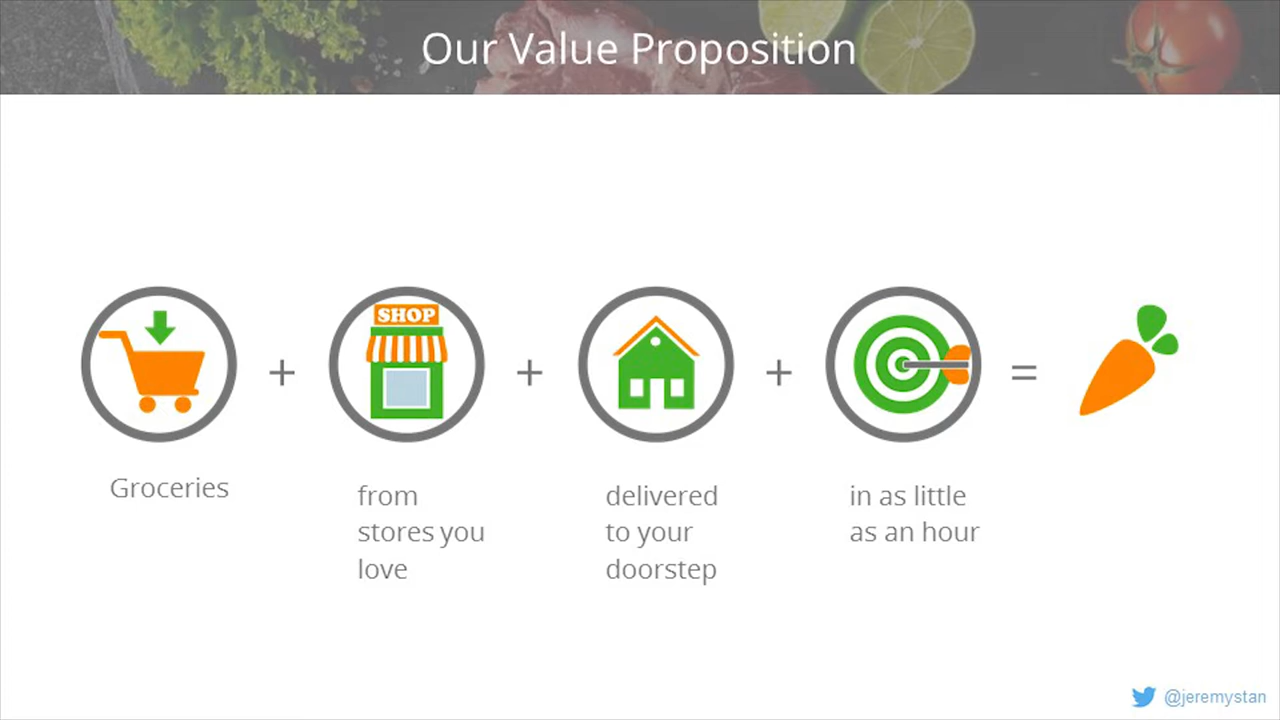 Our Value Proposition
SHOP
+
+
+
=
Groceries
from
stores you
love
delivered
to your
doorstep
in as little
as an hour
@jeremystan